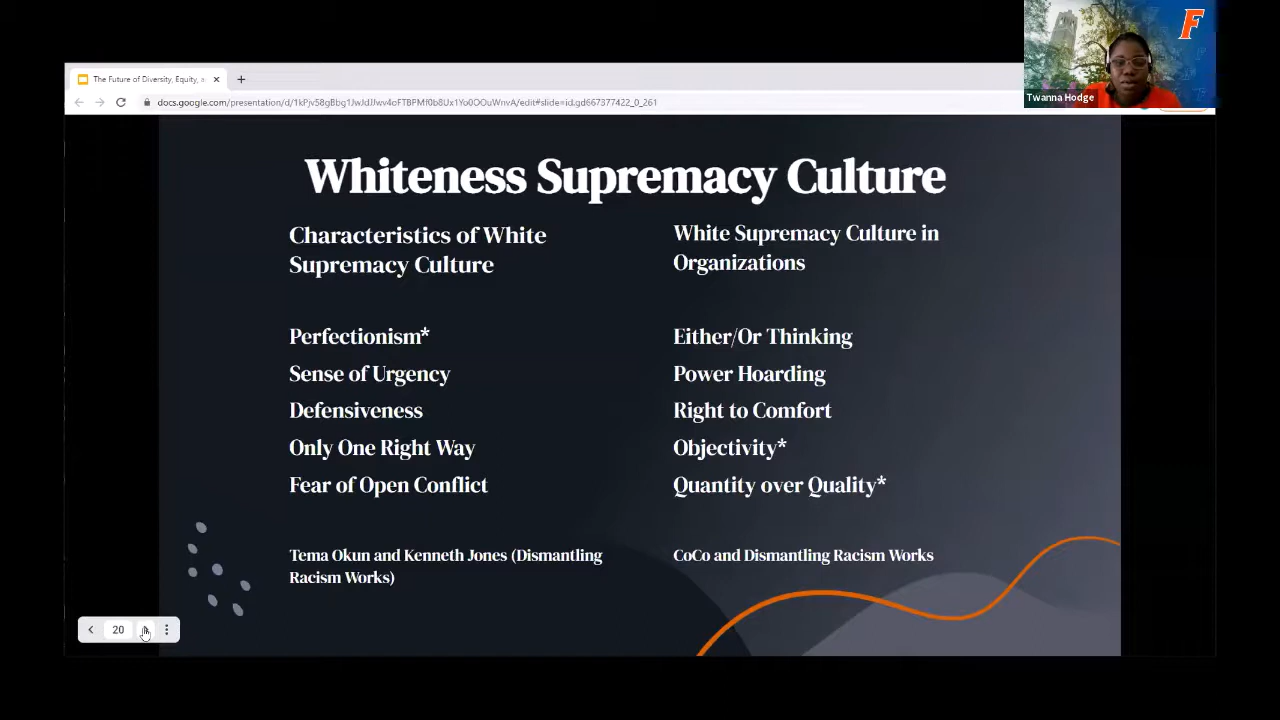 F
Twanna Hodge
The Future of Diversity, Equity, a
docs.google.com/presentation/d/1kPjv58gBbg1JwJdJlwv4oFTBPMf0b8Ux1Yo0OOuWnvA/edit#slide=id.gd667377422_0_261
Whiteness Supremacy Culture
Characteristics of White
Supremacy Culture
Perfectionism*
Sense of Urgency
Defensiveness
Only One Right Way
Fear of Open Conflict
Tema Okun and Kenneth Jones (Dismantling
Racism Works)
White Supremacy Culture in
Organizations
Either/Or Thinking
Power Hoarding
Right to Comfort
Objectivity*
Quantity over Quality*
CoCo and Dismantling Racism Works
20